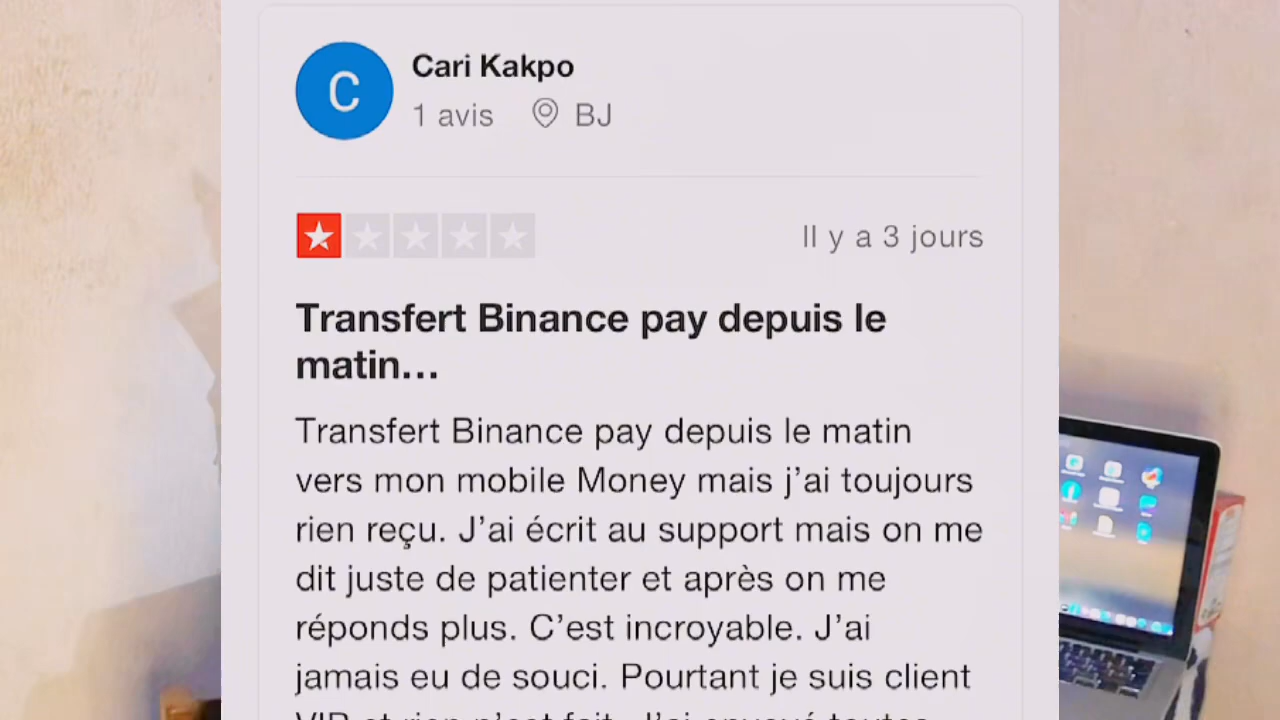 C
Cari Kakpo
1 avis BJ
Il y a 3 jours
Transfert Binance pay depuis le
matin...
Transfert Binance pay depuis le matin
vers mon mobile Money mais j’ai toujours
rien reçu. J’ai écrit au support mais on me
dit juste de patienter et après on me
réponds plus. C’est incroyable. J’ai
jamais eu de souci. Pourtant je suis client